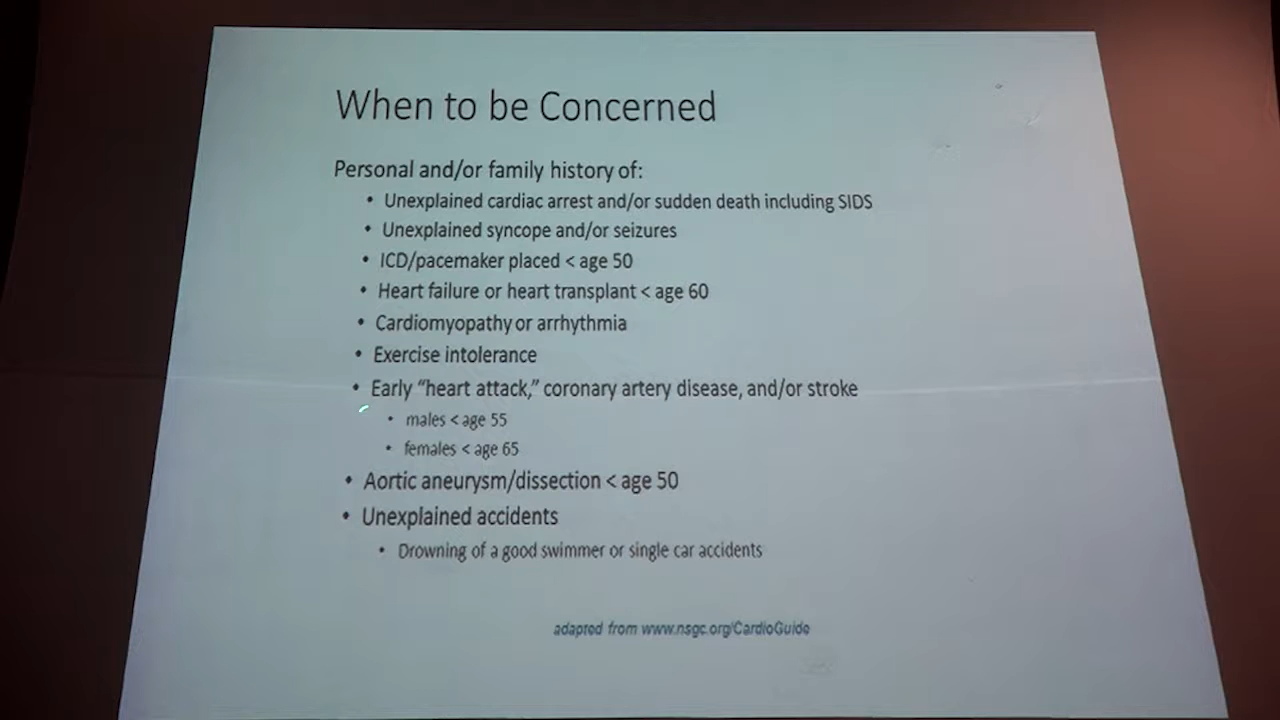 When to be Concerned
Personal and/or family history of:
• Unexplained cardiac arrest and/or sudden death including SIDS
• Unexplained syncope and/or seizures
• ICD/pacemaker placed < age 50
• Heart failure or heart transplant < age 60
• Cardiomyopathy or arrhythmia
• Exercise intolerance
• Early “heart attack,” coronary artery disease, and/or stroke
• males < age 55
• females < age 65
• Aortic aneurysm/dissection < age 50
• Unexplained accidents
• Drowning of a good swimmer or single car accidents
adapted from www.nsgc.org/CardioGuide